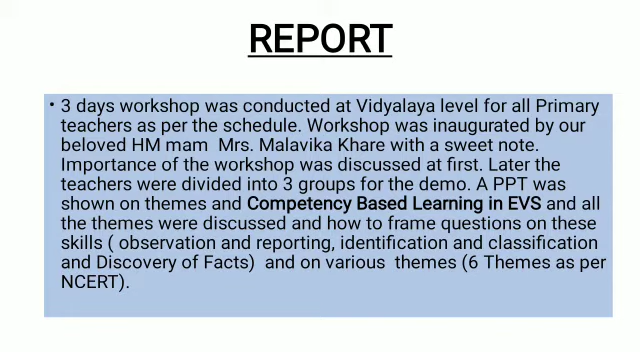 REPORT
• 3 days workshop was conducted at Vidyalaya level for all Primary
teachers as per the schedule. Workshop was inaugurated by our
beloved HM mam  Mrs. Malavika Khare with a sweet note.
Importance of the workshop was discussed at first. Later the
teachers were divided into 3 groups for the demo. A PPT was
shown on themes and Competency Based Learning in EVS and all
the themes were discussed and how to frame questions on these
skills ( observation and reporting, identification and classification
and Discovery of Facts)  and on various  themes (6 Themes as per
NCERT).